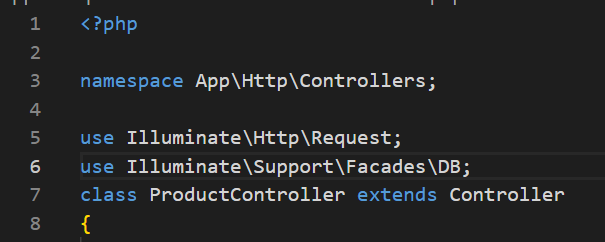 1 <?php
2
3 namespace App\Http\Controllers;
4
5 use Illuminate\Http\Request;
6 use Illuminate\Support\Facades\DB;
7 class ProductController extends Controller
8 {